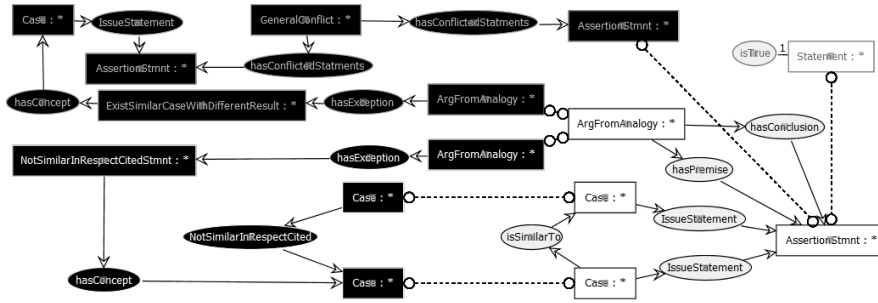 Case : *
IssueStatement
GeneralConflict : *
hasConflictedStatments
AssertionStmnt : *
isTrue
1
Statement : *
AssertionStmnt : *
hasConflictedStatments
hasConcept
ExistSimilarCaseWithDifferentResult : *
hasException
ArgFromAnalogy : *
ArgFromAnalogy : *
hasConclusion
NotSimilarInRespectCitedStmnt : *
hasException
ArgFromAnalogy : *
hasPremise
Case : *
Case : *
IssueStatement
NotSimilarInRespectCited
isSimilarTo
AssertionStmnt : *
hasConcept
Case : *
Case : *
IssueStatement